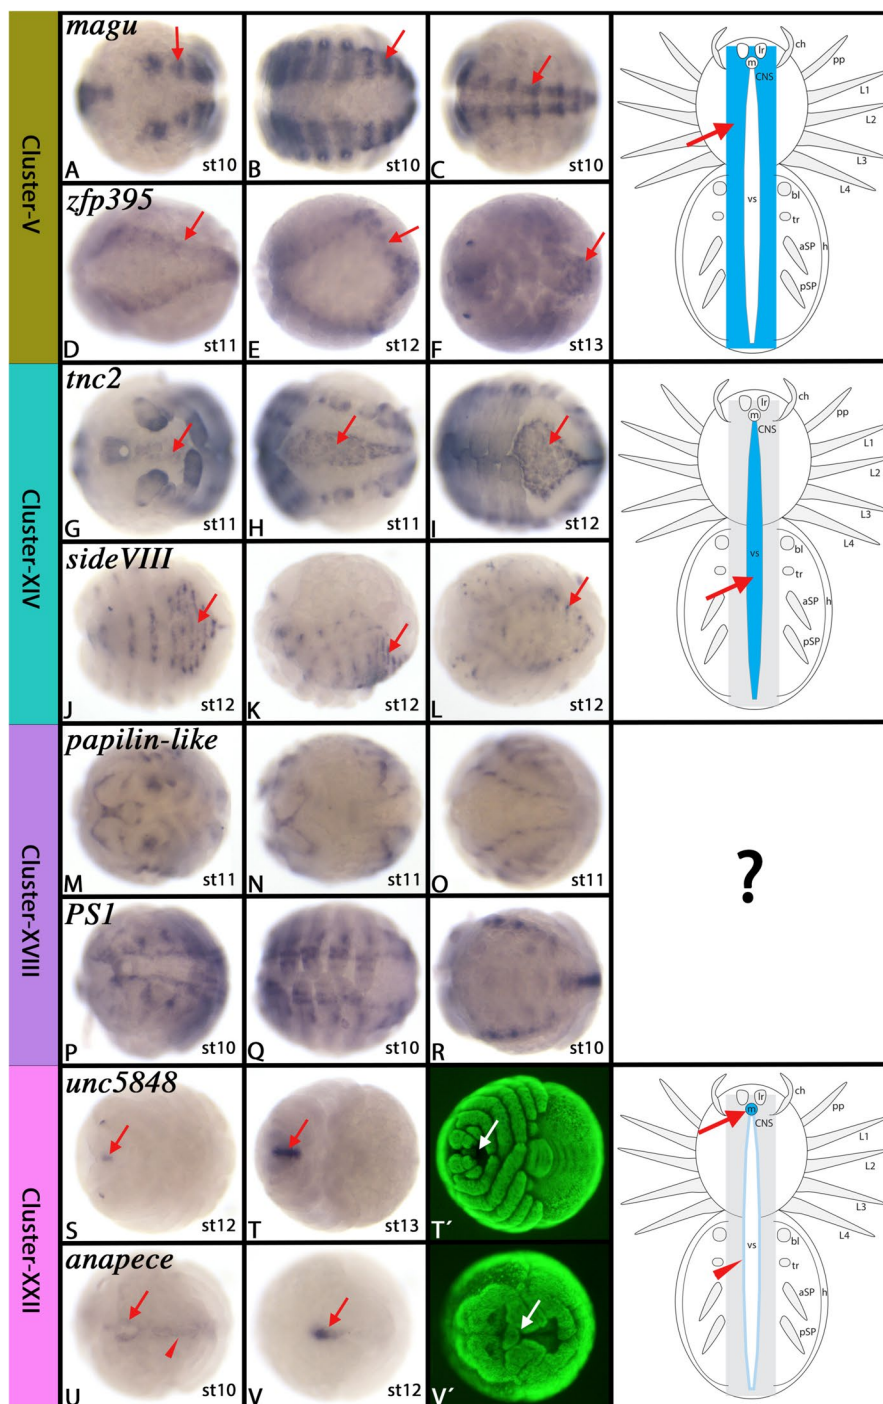 Cluster-V
magu
A
st10
B
st10
C
st10
zfp395
D
st11
E
st12
F
st13
lr
ch
m
CNS
pp
L1
L2
L3
L4
vs
bl
tr
aSP
h
pSP
Cluster-XIV
tnc2
G
st11
H
st11
I
st12
sideVIII
J
st12
K
st12
L
st12
lr
ch
m
CNS
pp
L1
L2
L3
L4
vs
bl
tr
aSP
h
pSP
Cluster-XVIII
papilin-like
M
st11
N
st11
O
st11
PS1
P
st10
Q
st10
R
st10
?
Cluster-XXII
unc5848
S
st12
T
st13
T´
anapece
U
st10
V
st12
V´
lr
ch
m
CNS
pp
L1
L2
L3
L4
vs
bl
tr
aSP
h
pSP